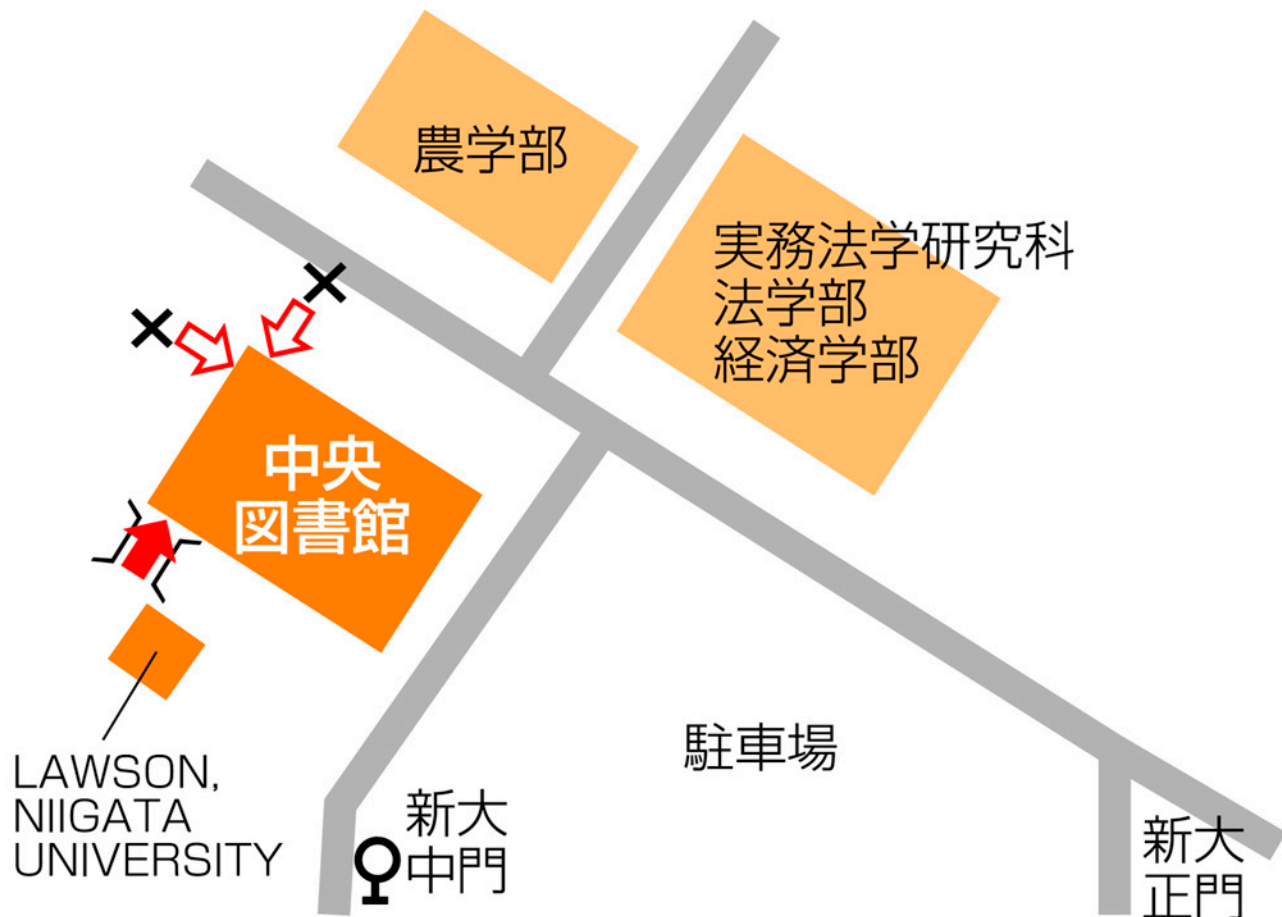 農学部
実務法学研究科
法学部
経済学部
中央
図書館
LAWSON,
NIIGATA
UNIVERSITY
駐車場
新大
中門
新大
正門